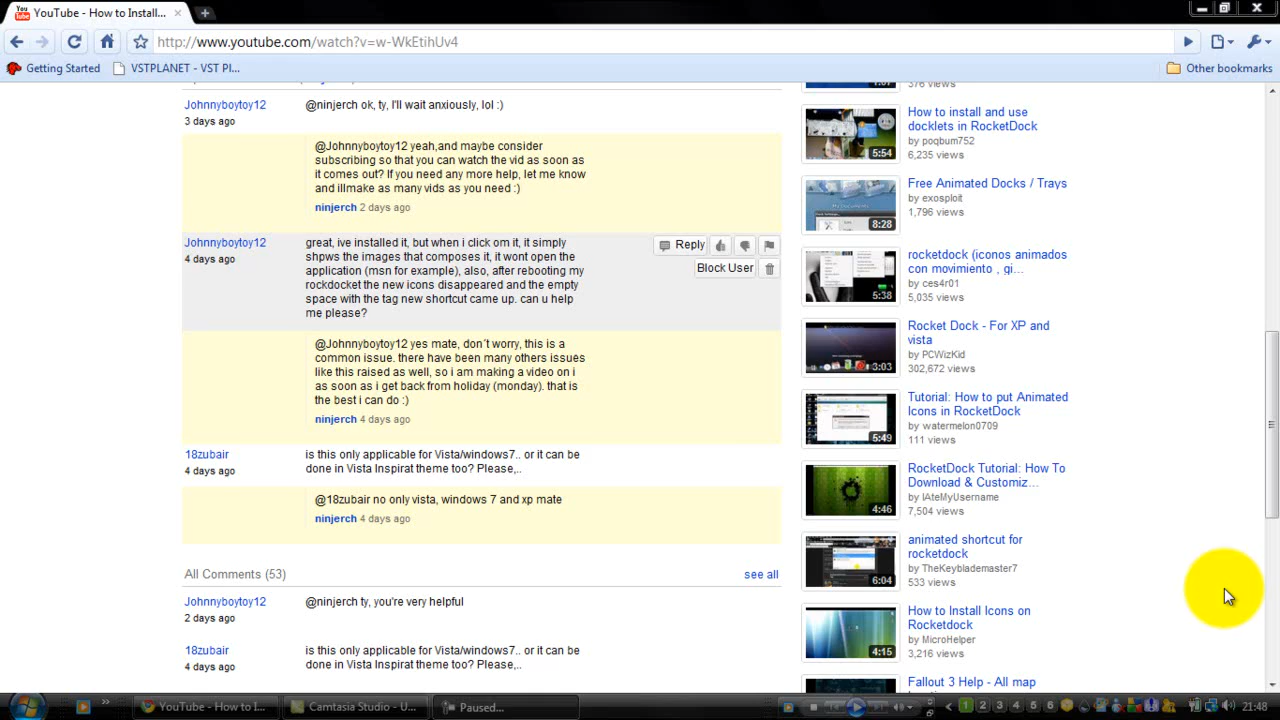 YouTube - How to Install...
http://www.youtube.com/watch?v=w-WkEtihUv4
Getting Started
VSTPLANET - VST Pl...
Other bookmarks
Johnnyboytoy12
3 days ago
@ninjerch ok, ty, I'll wait anxiously, lol :)
@Johnnyboytoy12 yeah,and maybe consider
subscribing so that you can watch the vid as soon as
it comes out? If you need any more help, let me know
and Illmake as many vids as you need :)
ninjerch 2 days ago
Johnnyboytoy12
4 days ago
great, ive installed it, when i click om it, it simply
the images that composes it, it wont open the
application (my computer), also, after rebooting my
rockdocket the my icons disapeared and the empty
space with the tag new shortcut came up. can u help
me please?
Reply
Block User
@Johnnyboytoy12 yes mate, don´t worry, this is a
common issue. there have been many others issues
like this raised as well, so i am making a video on i
as soon as i get back from holiday (monday). that is
the best i can do :)
ninjerch 4 days ago
18zubair
4 days ago
is this only applicable for Vista/windows7.. or it can be
done in Vista Inspirat theme too? Please,..
@18zubair no only vista, windows 7 and xp mate
ninjerch 4 days ago
All Comments (53)
see all
Johnnyboytoy12
2 days ago
@ninjerch ty, you're very helpful
18zubair
4 days ago
is this only applicable for Vista/windows7.. or it can be
done in Vista Inspirat theme too? Please,..
376 views
How to install and use
docklets in RocketDock
by poqbum752
6,235 views
5:54
Free Animated Docks / Trays
by exosploit
1,796 views
8:28
rocketdock (iconos animados
con movimiento , gi...
by ces4r01
5,035 views
5:38
Rocket Dock - For XP and
vista
by PCWizKid
302,672 views
3:03
Tutorial: How to put Animated
Icons in RocketDock
by watermelon0709
111 views
5:49
RocketDock Tutorial: How To
Download & Customiz...
by IAteMyUsername
7,504 views
4:46
animated shortcut for
rocketdock
by TheKeyblademaster7
533 views
6:04
How to Install Icons on
Rocketdock
by MicroHelper
3,216 views
4:15
Fallout 3 Help - All map
YouTube - How to I...
Camtasia Studio - U...
Paused...
1 2 3 4 5 6
21:48